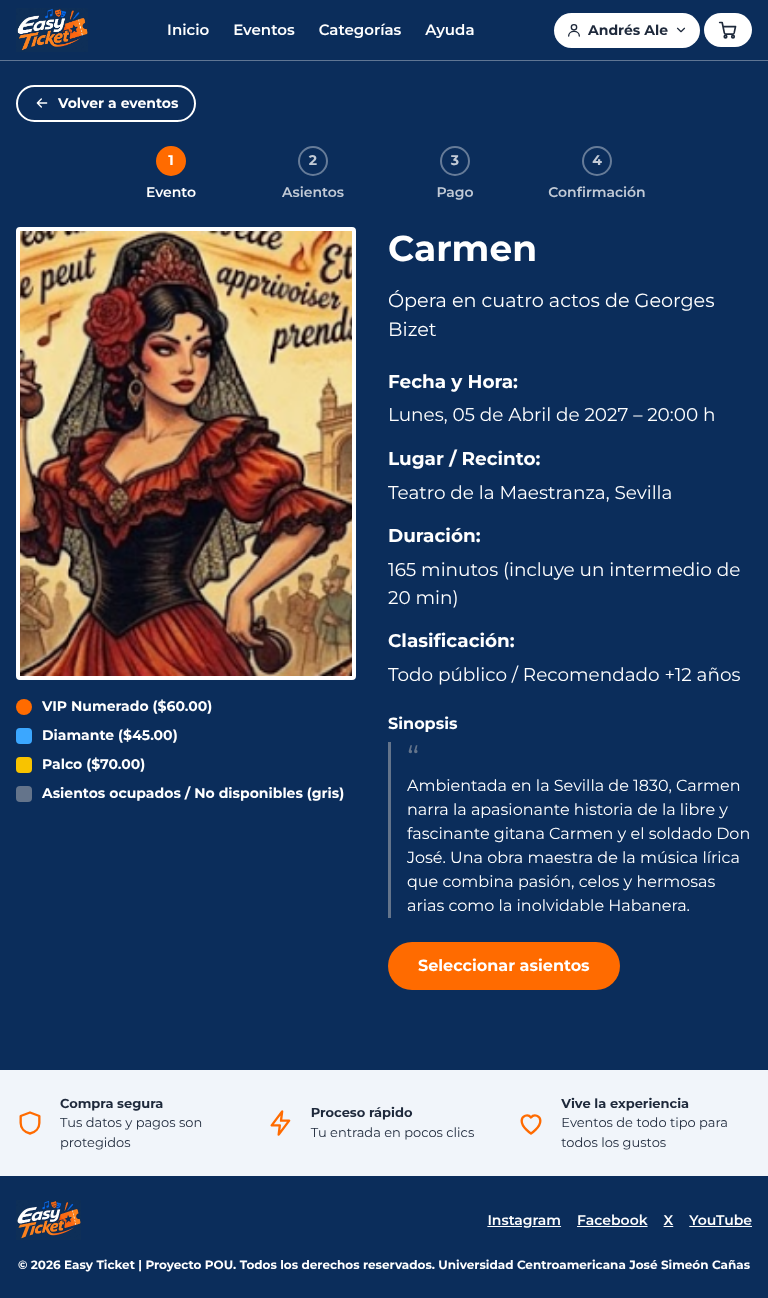 Easy
Ticket
Inicio
Eventos
Categorías
Ayuda
Andrés Ale
Volver a eventos
1
2
3
4
Evento
Asientos
Pago
Confirmación
e peut
apprivoiser
prend
Carmen
Ópera en cuatro actos de Georges
Bizet
Fecha y Hora:
Lunes, 05 de Abril de 2027 – 20:00 h
Lugar / Recinto:
Teatro de la Maestranza, Sevilla
Duración:
165 minutos (incluye un intermedio de
20 min)
Clasificación:
Todo público / Recomendado +12 años
VIP Numerado ($60.00)
Diamante ($45.00)
Palco ($70.00)
Asientos ocupados / No disponibles (gris)
Sinopsis
“
Ambientada en la Sevilla de 1830, Carmen
narra la apasionante historia de la libre y
fascinante gitana Carmen y el soldado Don
José. Una obra maestra de la música lírica
que combina pasión, celos y hermosas
arias como la inolvidable Habanera.
Seleccionar asientos
Compra segura
Tus datos y pagos son
protegidos
Proceso rápido
Tu entrada en pocos clics
Vive la experiencia
Eventos de todo tipo para
todos los gustos
Easy
Ticket
Instagram
Facebook
X
YouTube
© 2026 Easy Ticket | Proyecto POU. Todos los derechos reservados. Universidad Centroamericana José Simeón Cañas